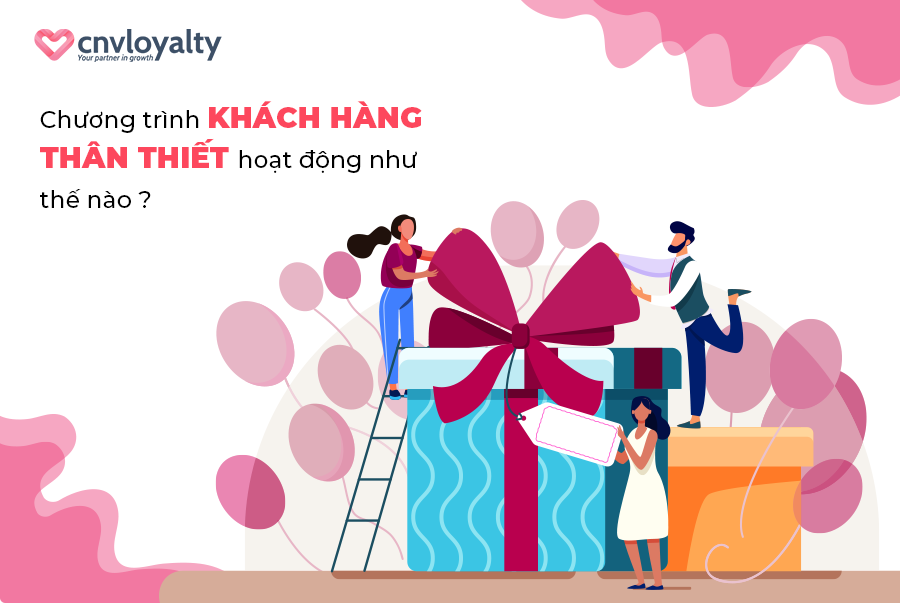 cnvloyalty
Your partner in growth
Chương trình KHÁCH HÀNG
THÂN THIẾT hoạt động như
thế nào ?